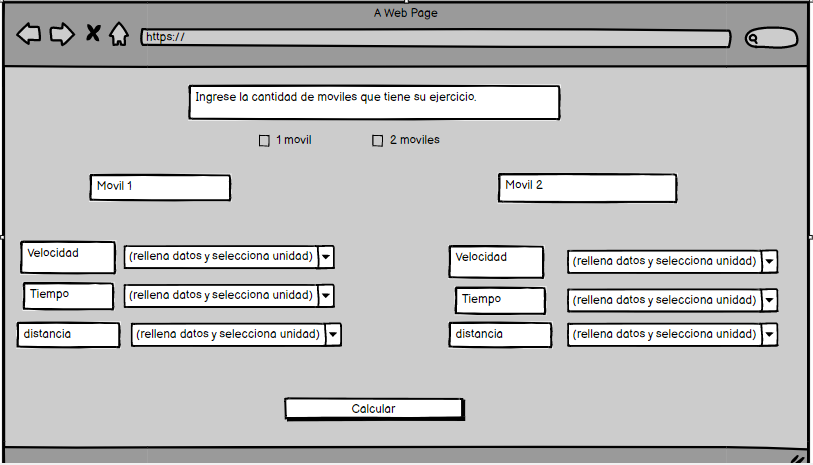 A Web Page
https://
Ingrese la cantidad de moviles que tiene su ejercicio.
1 movil
2 moviles
Movil 1
Movil 2
Velocidad
(rellena datos y selecciona unidad)
Velocidad
(rellena datos y selecciona unidad)
Tiempo
(rellena datos y selecciona unidad)
Tiempo
(rellena datos y selecciona unidad)
distancia
(rellena datos y selecciona unidad)
distancia
(rellena datos y selecciona unidad)
Calcular